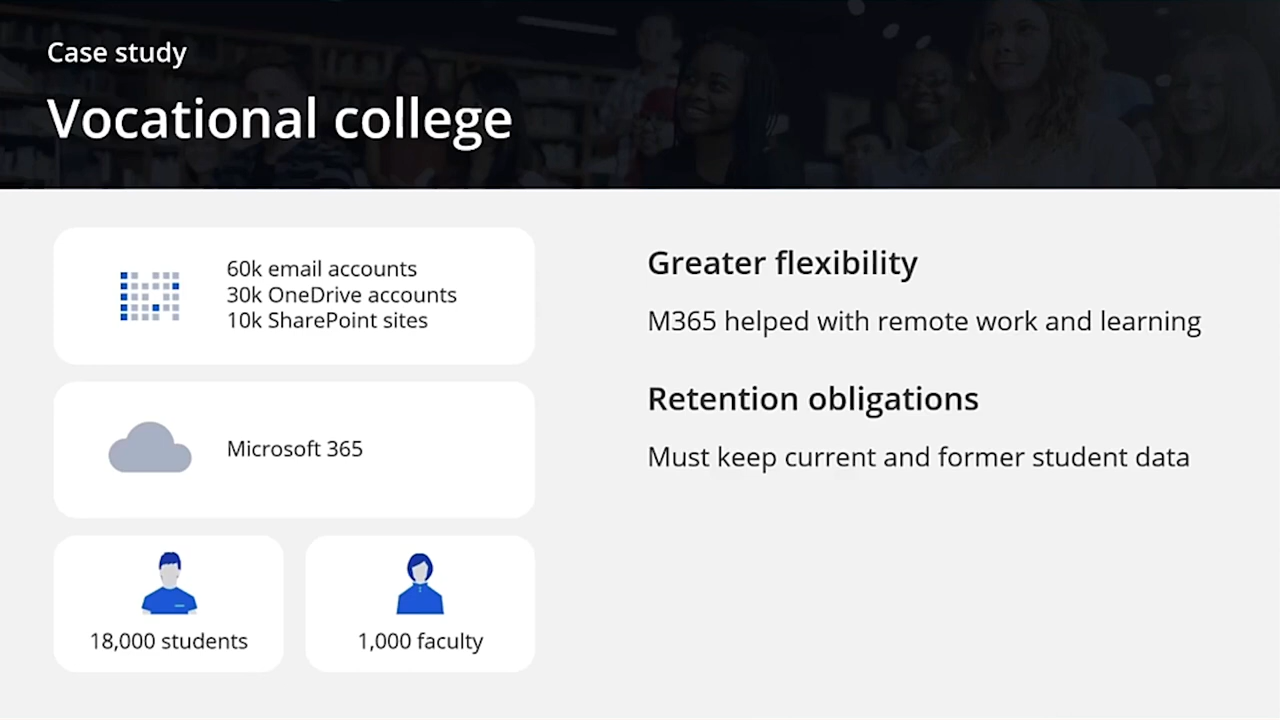 Case study
Vocational college
60k email accounts
30k OneDrive accounts
10k SharePoint sites
Microsoft 365
18,000 students
1,000 faculty
Greater flexibility
M365 helped with remote work and learning
Retention obligations
Must keep current and former student data